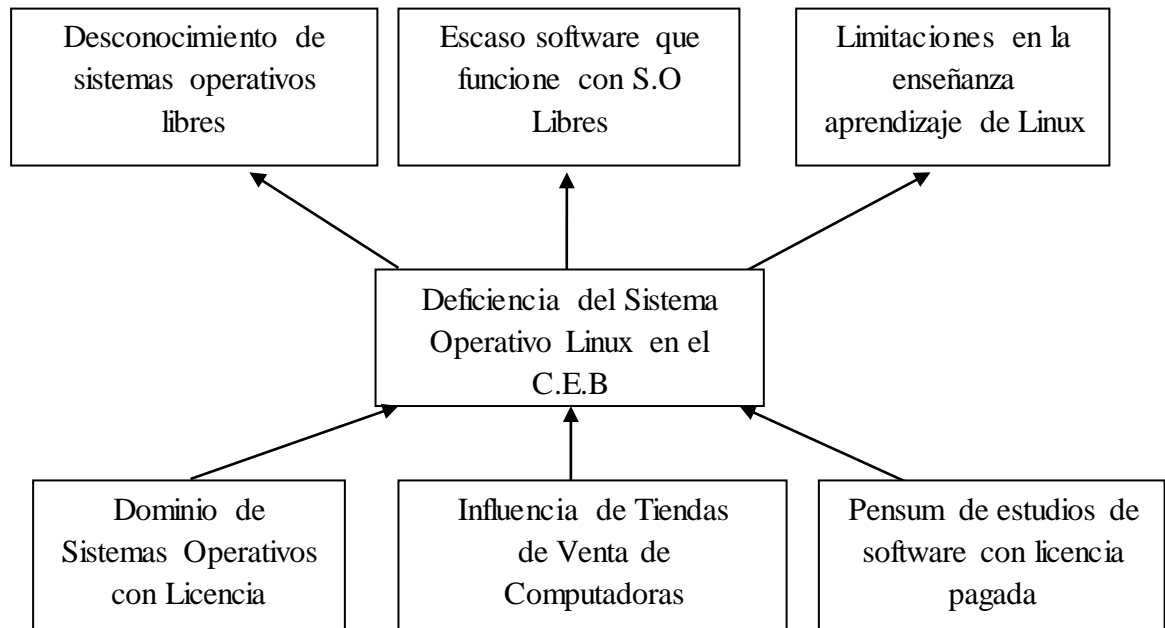 Desconocimiento de
sistemas operativos
libres
Escaso software que
funcione con S.O
Libres
Limitaciones en la
enseñanza
aprendizaje de Linux
Deficiencia del Sistema
Operativo Linux en el
C.E.B
Dominio de
Sistemas Operativos
con Licencia
Influencia de Tiendas
de Venta de
Computadoras
Pensum de estudios de
software con licencia
pagada